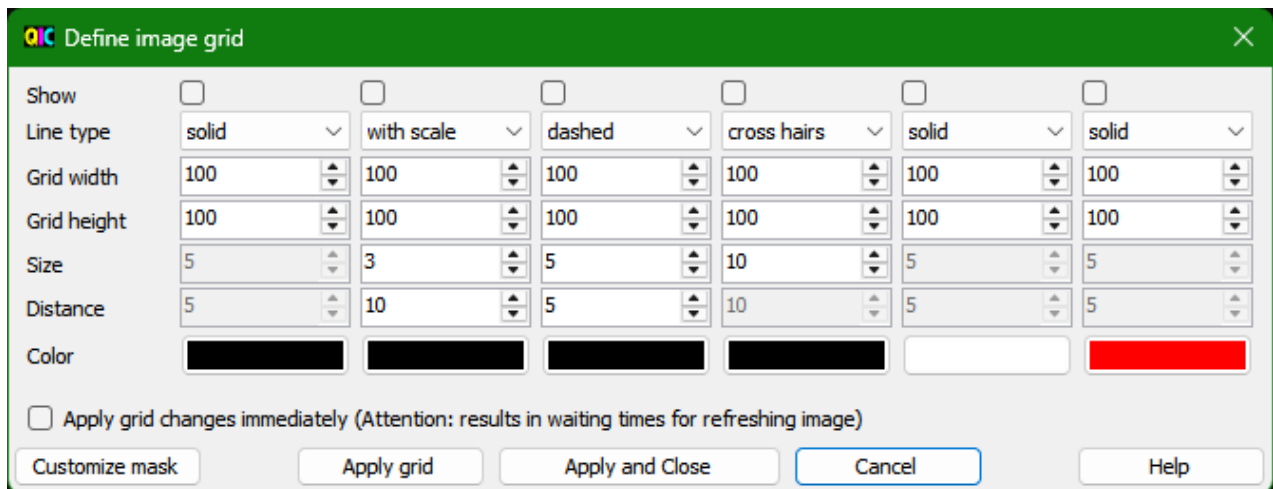 QIC Define image grid
Show
Line type solid with scale dashed cross hairs solid solid
Grid width 100 100 100 100 100 100
Grid height 100 100 100 100 100 100
Size 5 3 5 10 5 5
Distance 5 10 5 10 5 5
Color
Apply grid changes immediately (Attention: results in waiting times for refreshing image)
Customize mask Apply grid Apply and Close Cancel Help